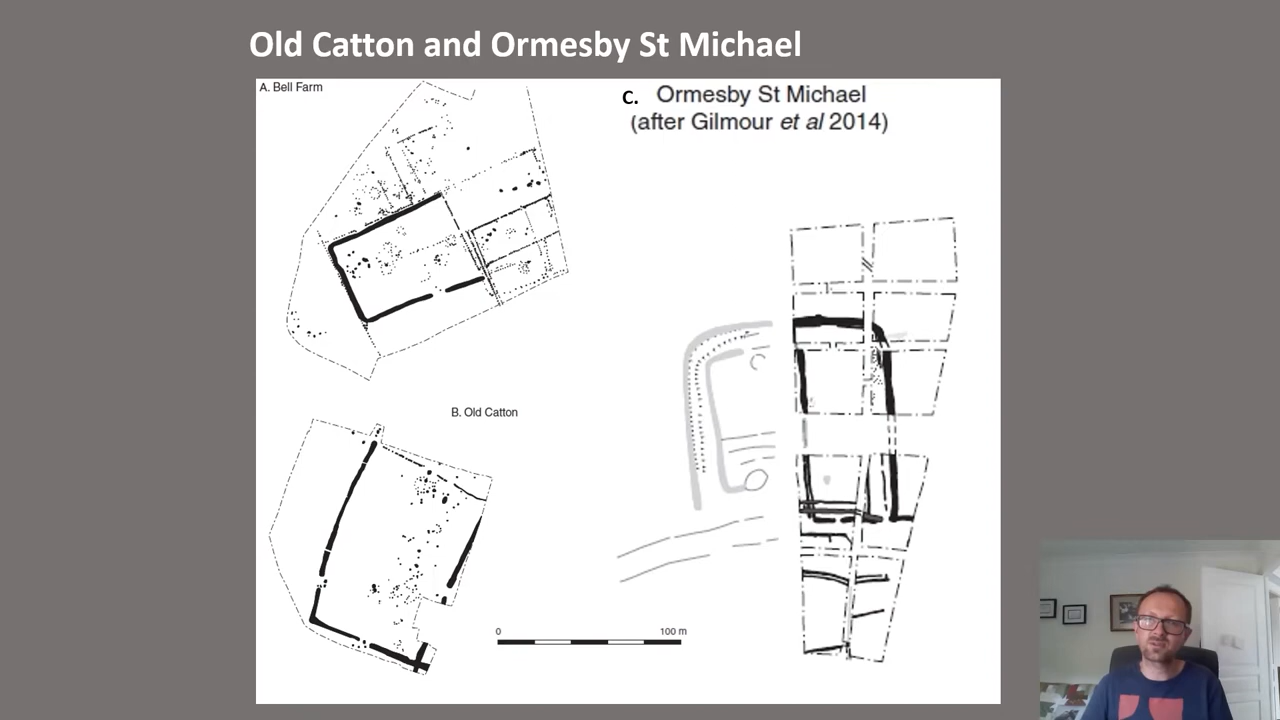 Old Catton and Ormesby St Michael
A. Bell Farm
C. Ormesby St Michael
(after Gilmour et al 2014)
B. Old Catton
0 100 m